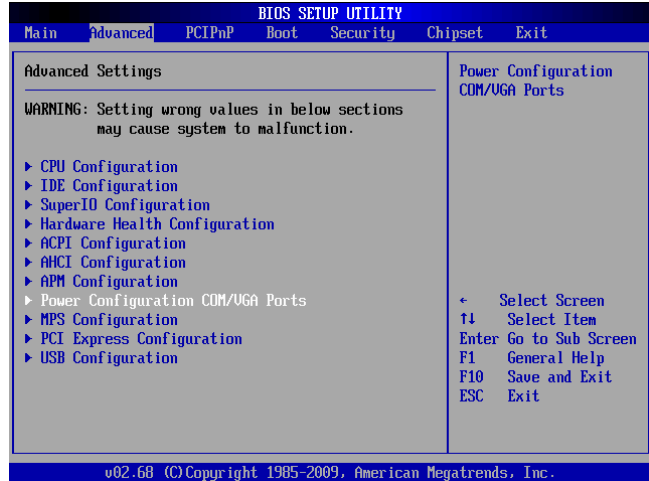 BIOS SETUP UTILITY
Main Advanced PCIPnP Boot Security Chipset Exit
Advanced Settings
WARNING: Setting wrong values in below sections
may cause system to malfunction.
▶ CPU Configuration
▶ IDE Configuration
▶ SuperIO Configuration
▶ Hardware Health Configuration
▶ ACPI Configuration
▶ AHCI Configuration
▶ APM Configuration
▶ Power Configuration COM/VGA Ports
▶ MPS Configuration
▶ PCI Express Configuration
▶ USB Configuration
Power Configuration
COM/VGA Ports
← Select Screen
↑↓ Select Item
Enter Go to Sub Screen
F1 General Help
F10 Save and Exit
ESC Exit
v02.68 (C)Copyright 1985-2009, American Megatrends, Inc.